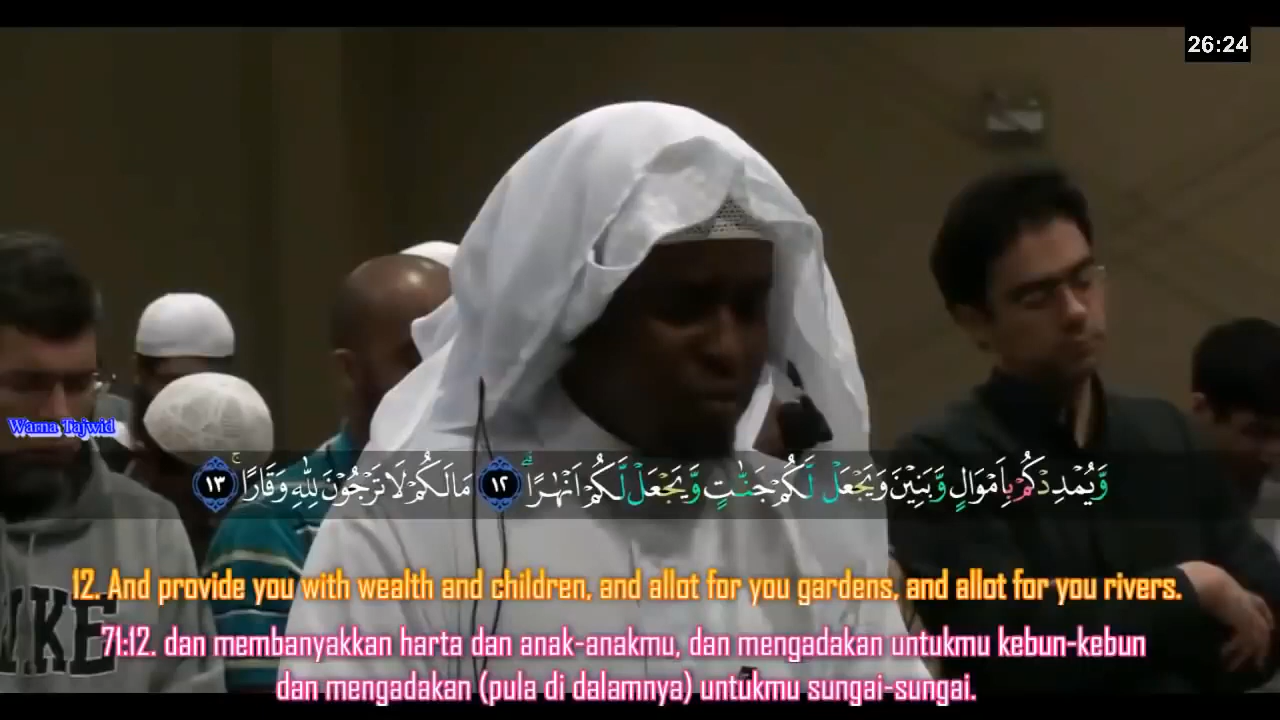 26:24
Warna Tajwid
وَّيُمْدِدْكُمْ بِاَمْوَالٍ وَّبَنِيْنَ وَيَجْعَلْ لَّكُمْ جَنّٰتٍ وَّيَجْعَلْ لَّكُمْ اَنْهٰرًاۗ ١٢ مَا لَكُمْ لَا تَرْجُوْنَ لِلّٰهِ وَقَارًاۚ ١٣
12. And provide you with wealth and children, and allot for you gardens, and allot for you rivers.
71:12. dan membanyakkan harta dan anak-anakmu, dan mengadakan untukmu kebun-kebun
dan mengadakan (pula di dalamnya) untukmu sungai-sungai.
IKE